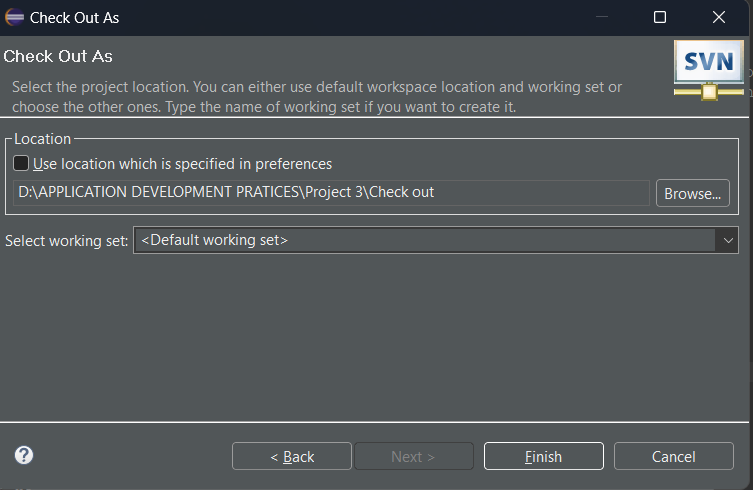 Check Out As
Check Out As
SVN
Select the project location. You can either use default workspace location and working set or
choose the other ones. Type the name of working set if you want to create it.
Location
Use location which is specified in preferences
D:\APPLICATION DEVELOPMENT PRATICES\Project 3\Check out
Browse...
Select working set: <Default working set>
?
< Back
Next >
Finish
Cancel